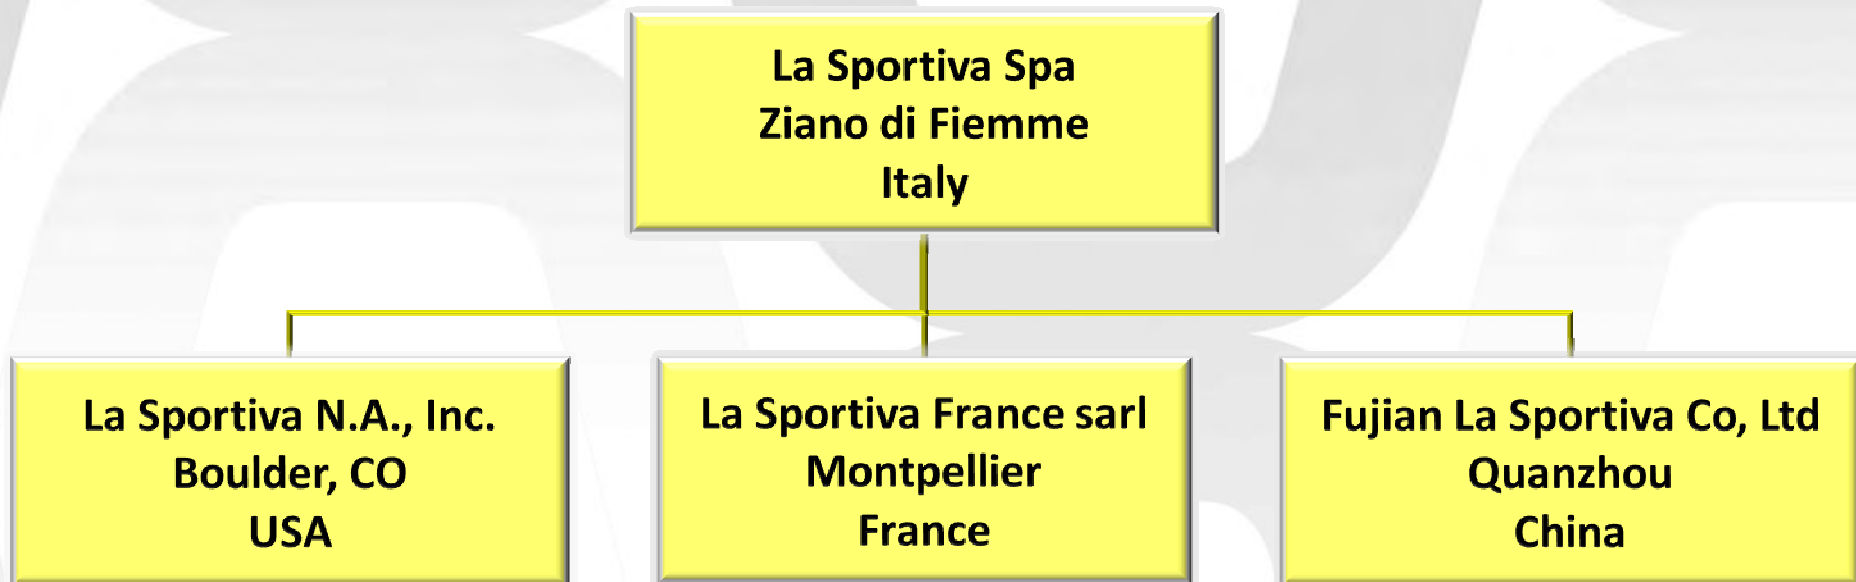 La Sportiva Spa
Ziano di Fiemme
Italy
La Sportiva N.A., Inc.
Boulder, CO
USA
La Sportiva France sarl
Montpellier
France
Fujian La Sportiva Co, Ltd
Quanzhou
China